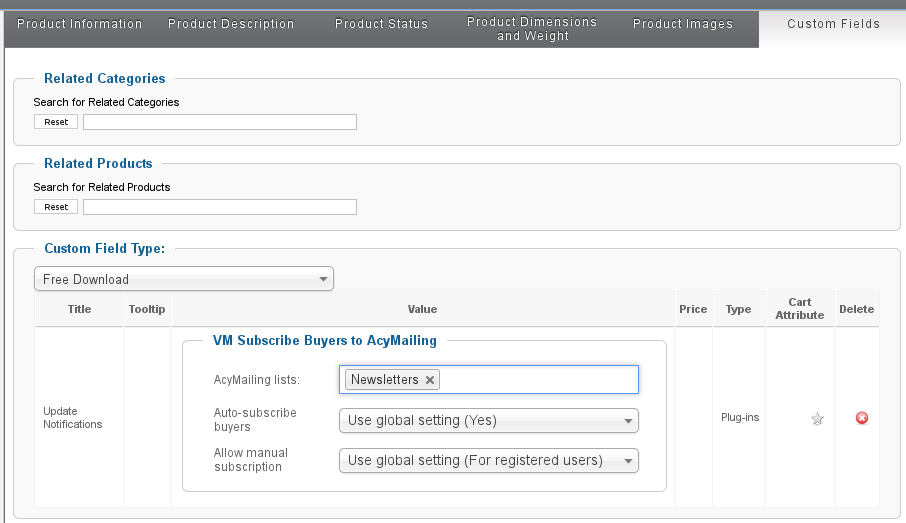 Product Information
Product Description
Product Status
Product Dimensions
and Weight
Product Images
Custom Fields
Related Categories
Search for Related Categories
Reset
Related Products
Search for Related Products
Reset
Custom Field Type:
Free Download
Title
Tooltip
Value
Price
Type
Cart
Attribute
Delete
Update
Notifications
VM Subscribe Buyers to AcyMailing
AcyMailing lists:
Newsletters
Auto-subscribe
buyers
Use global setting (Yes)
Allow manual
subscription
Use global setting (For registered users)
Plug-ins